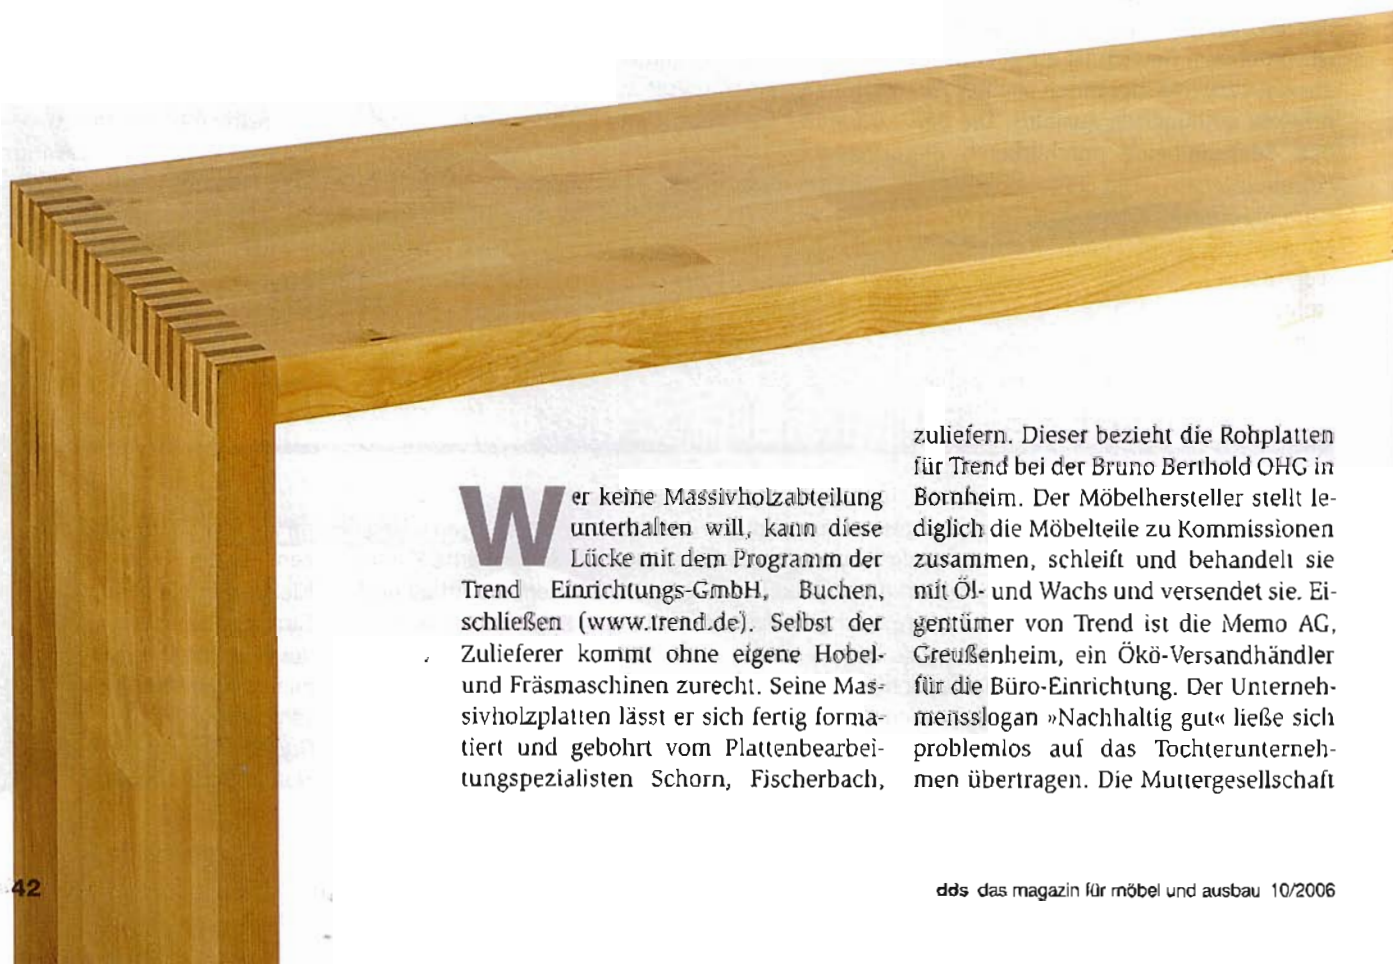 Wer keine Massivholzabteilung
unterhalten will, kann diese
Lücke mit dem Programm der
Trend Einrichtungs-GmbH, Buchen,
schließen (www.trend.de). Selbst der
Zulieferer kommt ohne eigene Hobel-
und Fräsmaschinen zurecht. Seine Mas-
sivholzplatten lässt er sich fertig forma-
tiert und gebohrt vom Plattenbearbei-
tungspezialisten Schorn, Fischerbach,
zuliefern. Dieser bezieht die Rohplatten
für Trend bei der Bruno Berthold OHG in
Bornheim. Der Möbelhersteller stellt le-
diglich die Möbelteile zu Kommissionen
zusammen, schleift und behandelt sie
mit Öl- und Wachs und versendet sie. Ei-
gentümer von Trend ist die Memo AG,
Greußenheim, ein Öko-Versandhändler
für die Büro-Einrichtung. Der Unterneh-
mensslogan »Nachhaltig gut« ließe sich
problemlos auf das Tochterunterneh-
men übertragen. Die Muttergesellschaft
42
dds das magazin für möbel und ausbau 10/2006